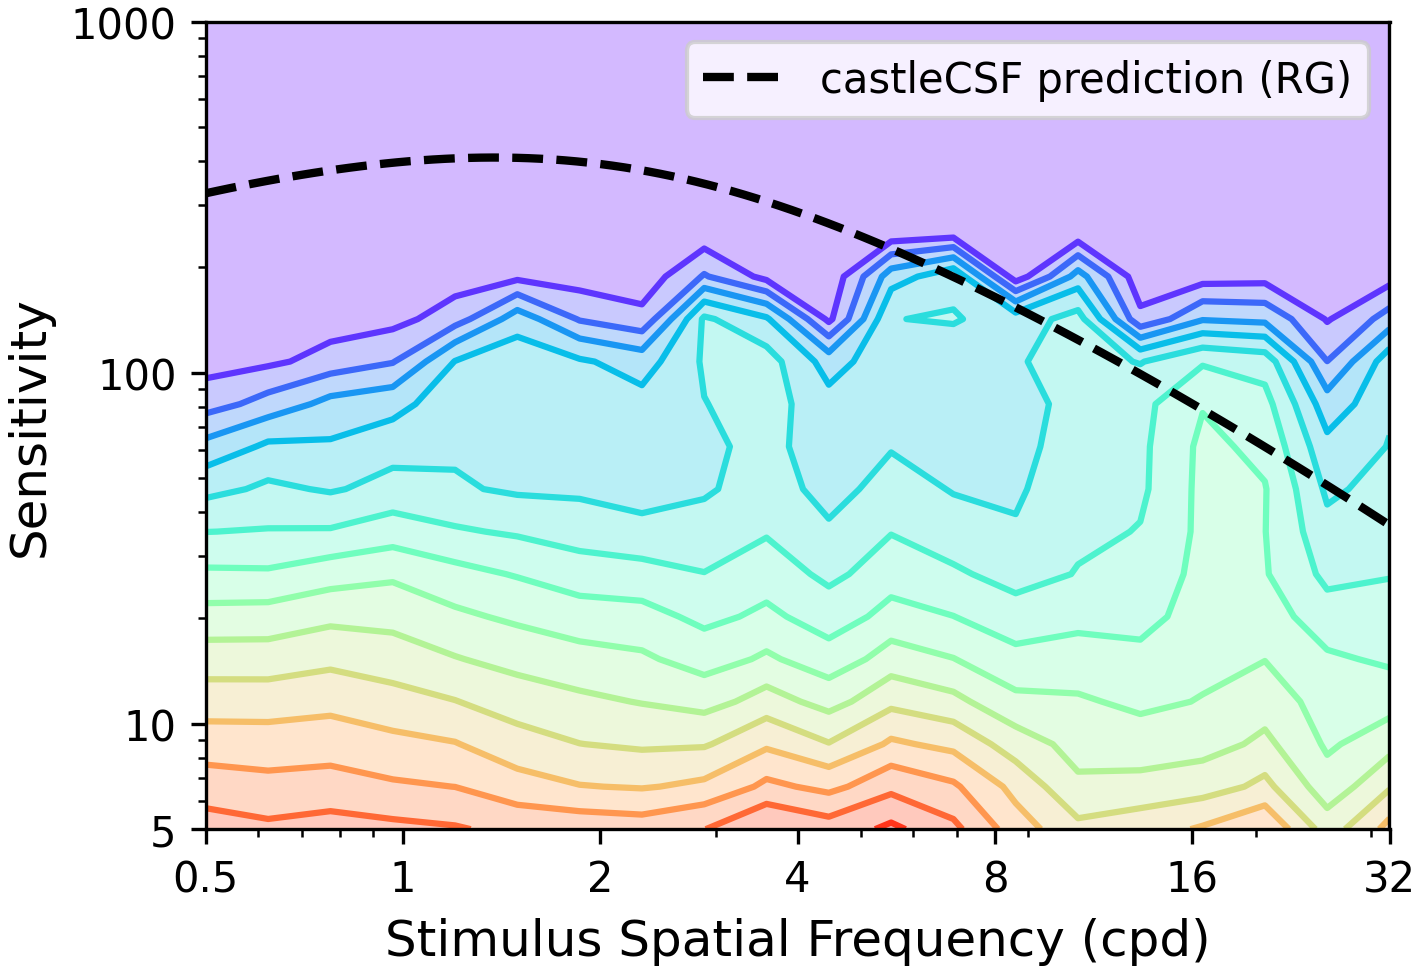 1000
castleCSF prediction (RG)
Sensitivity
100
10
5
0.5 1 2 4 8 16 32
Stimulus Spatial Frequency (cpd)